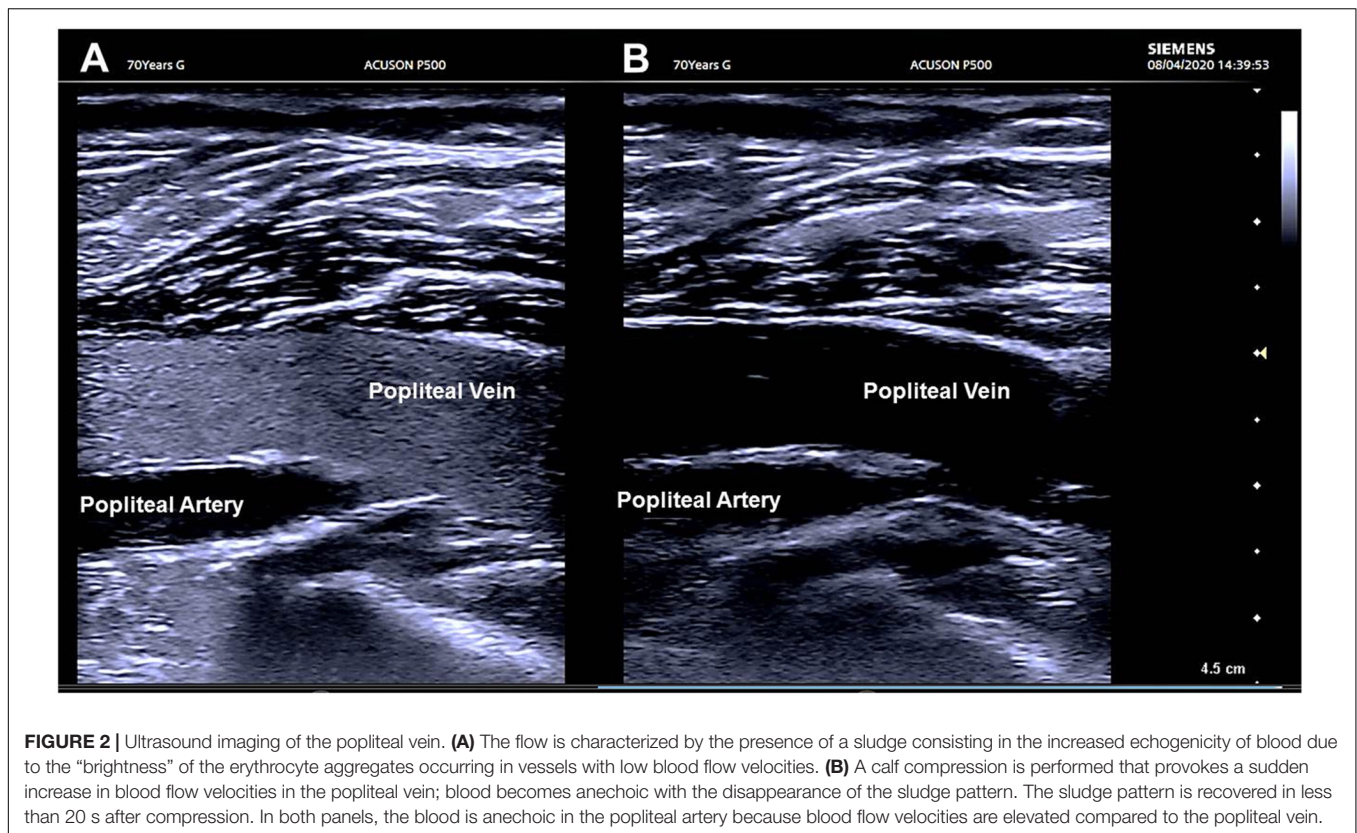 A 70Years G ACUSON P500 B 70Years G ACUSON P500 SIEMENS
08/04/2020 14:39:53
Popliteal Vein Popliteal Vein
Popliteal Artery Popliteal Artery
4.5 cm
FIGURE 2 | Ultrasound imaging of the popliteal vein. (A) The flow is characterized by the presence of a sludge consisting in the increased echogenicity of blood due
to the “brightness” of the erythrocyte aggregates occurring in vessels with low blood flow velocities. (B) A calf compression is performed that provokes a sudden
increase in blood flow velocities in the popliteal vein; blood becomes anechoic with the disappearance of the sludge pattern. The sludge pattern is recovered in less
than 20 s after compression. In both panels, the blood is anechoic in the popliteal artery because blood flow velocities are elevated compared to the popliteal vein.